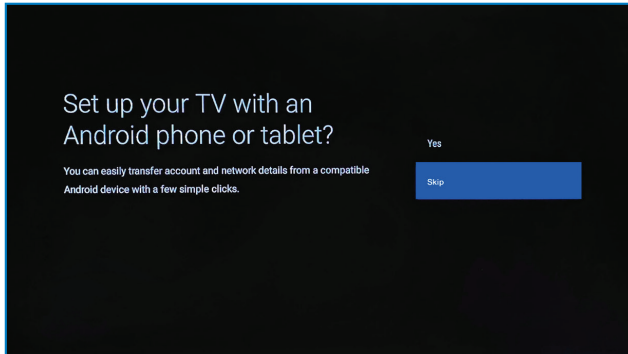 Set up your TV with an
Android phone or tablet?
You can easily transfer account and network details from a compatible
Android device with a few simple clicks.
Yes
Skip